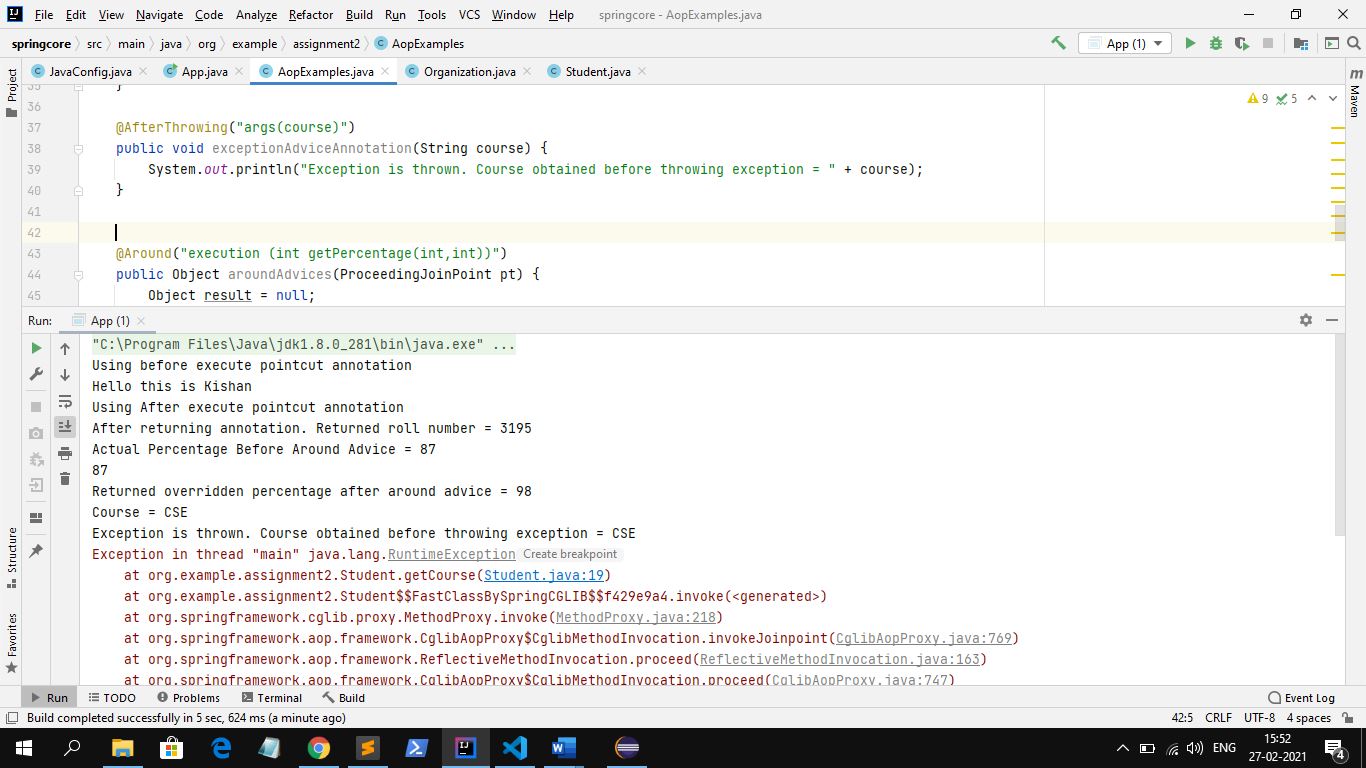 File Edit View Navigate Code Analyze Refactor Build Run Tools VCS Window Help springcore - AopExamples.java
springcore src main java org example assignment2 AopExamples App (1)
JavaConfig.java App.java AopExamples.java Organization.java Student.java
Project
Maven
9 5
35 }
36
37 @AfterThrowing("args(course)")
38 public void exceptionAdviceAnnotation(String course) {
39 System.out.println("Exception is thrown. Course obtained before throwing exception = " + course);
40 }
41
42
43 @Around("execution (int getPercentage(int,int))")
44 public Object aroundAdvices(ProceedingJoinPoint pt) {
45 Object result = null;
Run: App (1)
"C:\Program Files\Java\jdk1.8.0_281\bin\java.exe" ...
Using before execute pointcut annotation
Hello this is Kishan
Using After execute pointcut annotation
After returning annotation. Returned roll number = 3195
Actual Percentage Before Around Advice = 87
87
Returned overridden percentage after around advice = 98
Course = CSE
Exception is thrown. Course obtained before throwing exception = CSE
Exception in thread "main" java.lang.RuntimeException Create breakpoint
at org.example.assignment2.Student.getCourse(Student.java:19)
at org.example.assignment2.Student$$FastClassBySpringCGLIB$$f429e9a4.invoke(<generated>)
at org.springframework.cglib.proxy.MethodProxy.invoke(MethodProxy.java:218)
at org.springframework.aop.framework.CglibAopProxy$CglibMethodInvocation.invokeJoinpoint(CglibAopProxy.java:769)
at org.springframework.aop.framework.ReflectiveMethodInvocation.proceed(ReflectiveMethodInvocation.java:163)
at org.springframework.aop.framework.CglibAopProxy$CglibMethodInvocation.proceed(CglibAopProxy.java:747)
Structure
Favorites
Run TODO Problems Terminal Build Event Log
Build completed successfully in 5 sec, 624 ms (a minute ago) 42:5 CRLF UTF-8 4 spaces
ENG 15:52
27-02-2021 4